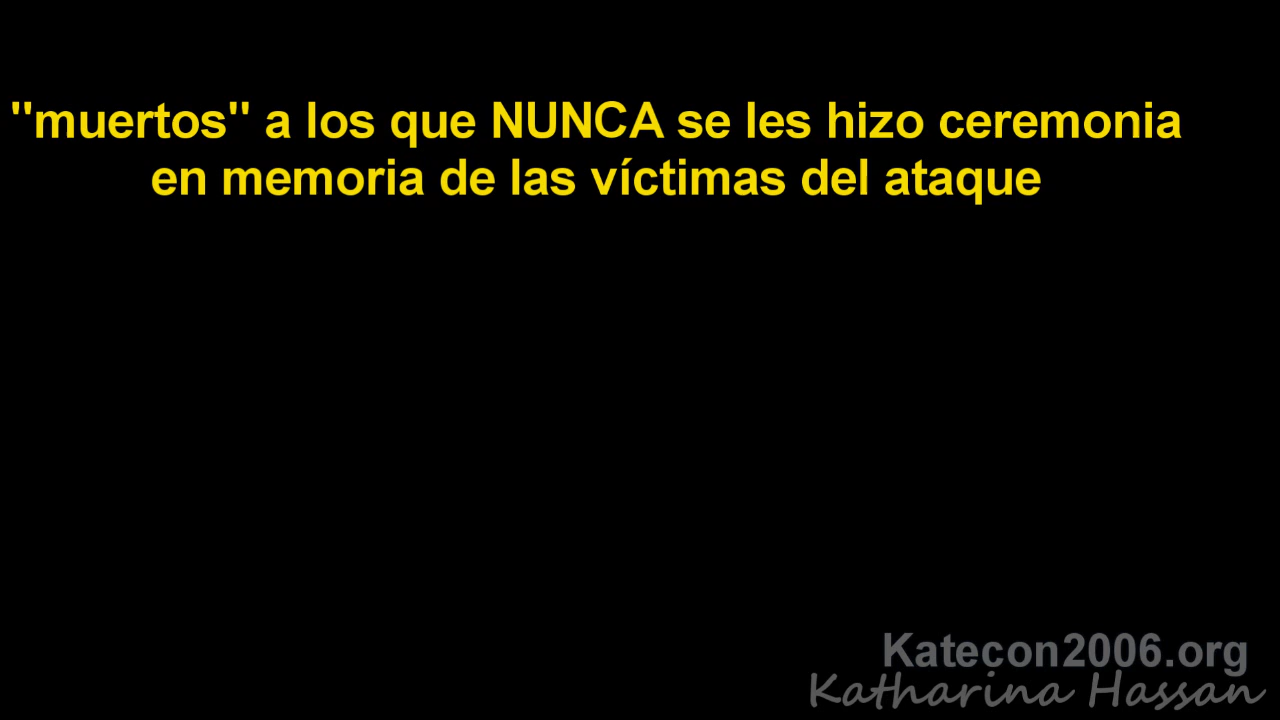 "muertos" a los que NUNCA se les hizo ceremonia
en memoria de las víctimas del ataque
Katecon2006.org
Katharina Hassan